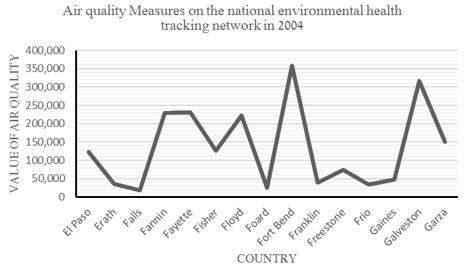 Air quality Measures on the national environmental health
tracking network in 2004
VALUE OF AIR QUALITY
400,000
350,000
300,000
250,000
200,000
150,000
100,000
50,000
0
El Paso
Erath
Falls
Fannin
Fayette
Fisher
Floyd
Foard
Fort Bend
Franklin
Freestone
Frio
Gaines
Galveston
Garza
COUNTRY